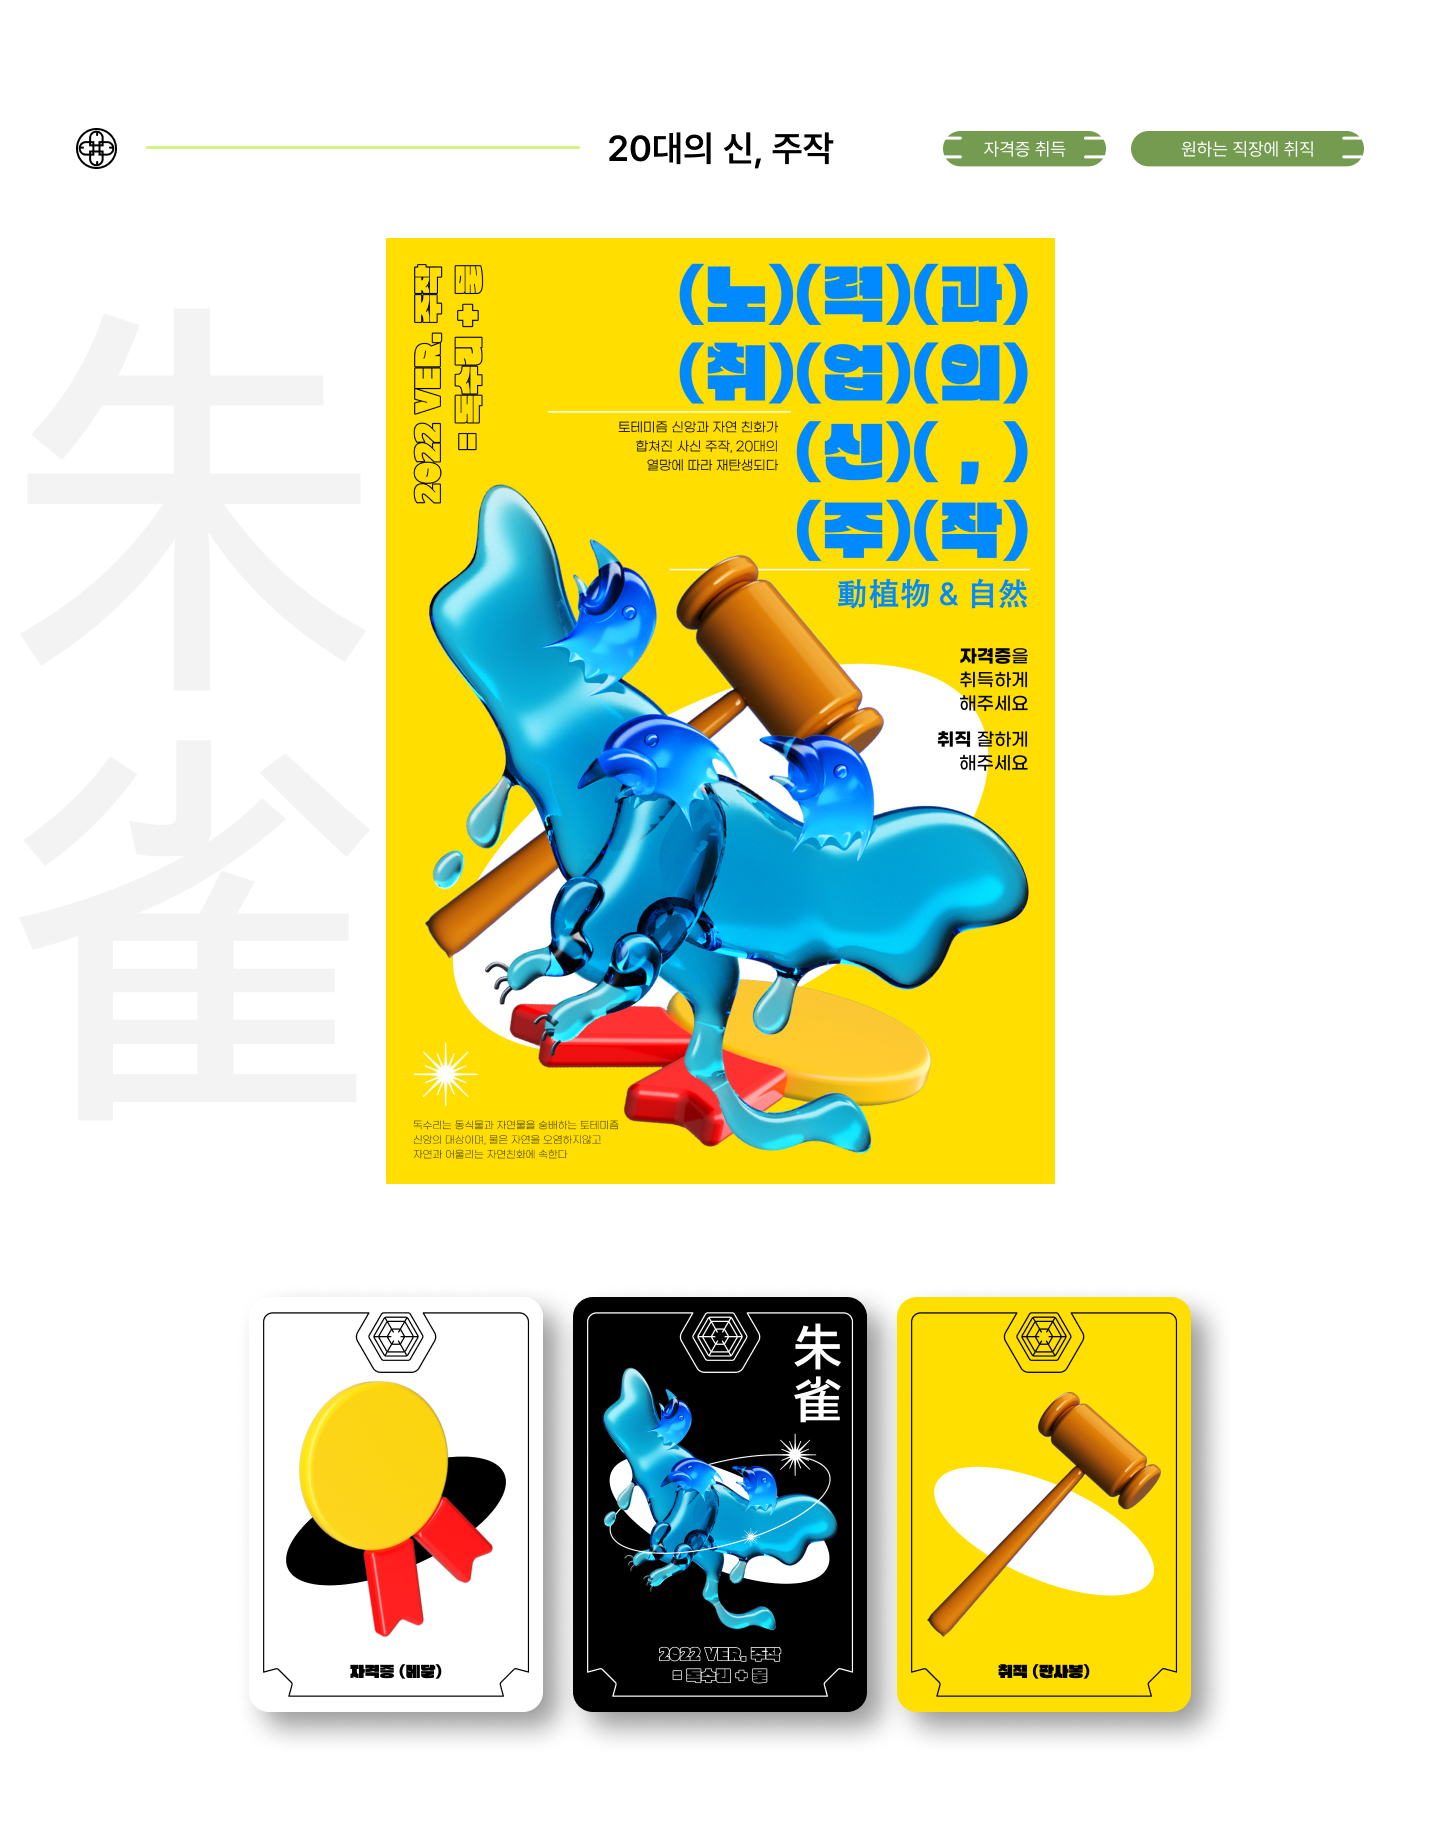 20대의 신, 주작
자격증 취득
원하는 직장에 취직
朱
雀
2022 VER. 주작
= 독수리 + 물
(노)(력)(과)
(취)(업)(의)
(신)( , )
(주)(작)
토테미즘 신앙과 자연 친화가
합쳐진 사신 주작, 20대의
열망에 따라 재탄생되다
動植物 & 自然
자격증을
취득하게
해주세요
취직 잘하게
해주세요
독수리는 동식물과 자연물을 숭배하는 토테미즘
신앙의 대상이며, 물은 자연을 오염하지않고
자연과 어울리는 자연친화에 속한다
자격증 (메달)
朱
雀
2022 VER. 주작
= 독수리 + 물
취직 (판사봉)